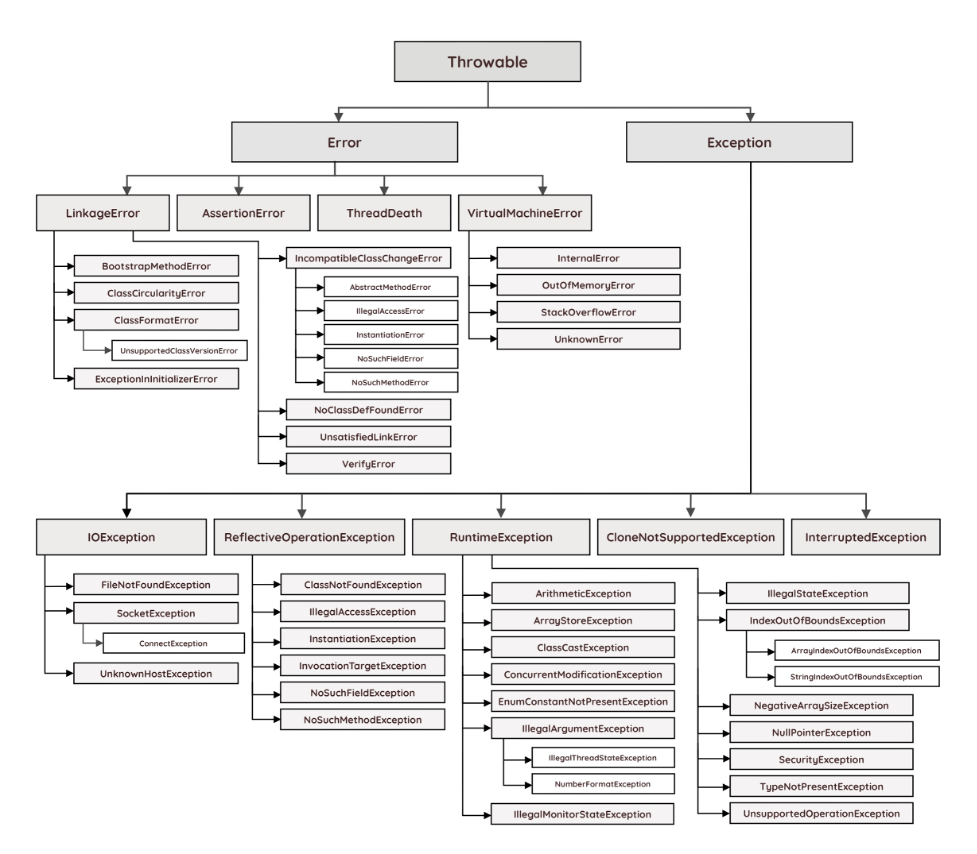 Throwable
Error
Exception
LinkageError
AssertionError
ThreadDeath
VirtualMachineError
BootstrapMethodError
ClassCircularityError
ClassFormatError
UnsupportedClassVersionError
ExceptionInInitializerError
IncompatibleClassChangeError
AbstractMethodError
IllegalAccessError
InstantiationError
NoSuchFieldError
NoSuchMethodError
NoClassDefFoundError
UnsatisfiedLinkError
VerifyError
InternalError
OutOfMemoryError
StackOverflowError
UnknownError
IOException
ReflectiveOperationException
RuntimeException
CloneNotSupportedException
InterruptedException
FileNotFoundException
SocketException
ConnectException
UnknownHostException
ClassNotFoundException
IllegalAccessException
InstantiationException
InvocationTargetException
NoSuchFieldException
NoSuchMethodException
ArithmeticException
ArrayStoreException
ClassCastException
ConcurrentModificationException
EnumConstantNotPresentException
IllegalArgumentException
IllegalThreadStateException
NumberFormatException
IllegalMonitorStateException
IllegalStateException
IndexOutOfBoundsException
ArrayIndexOutOfBoundsException
StringIndexOutOfBoundsException
NegativeArraySizeException
NullPointerException
SecurityException
TypeNotPresentException
UnsupportedOperationException